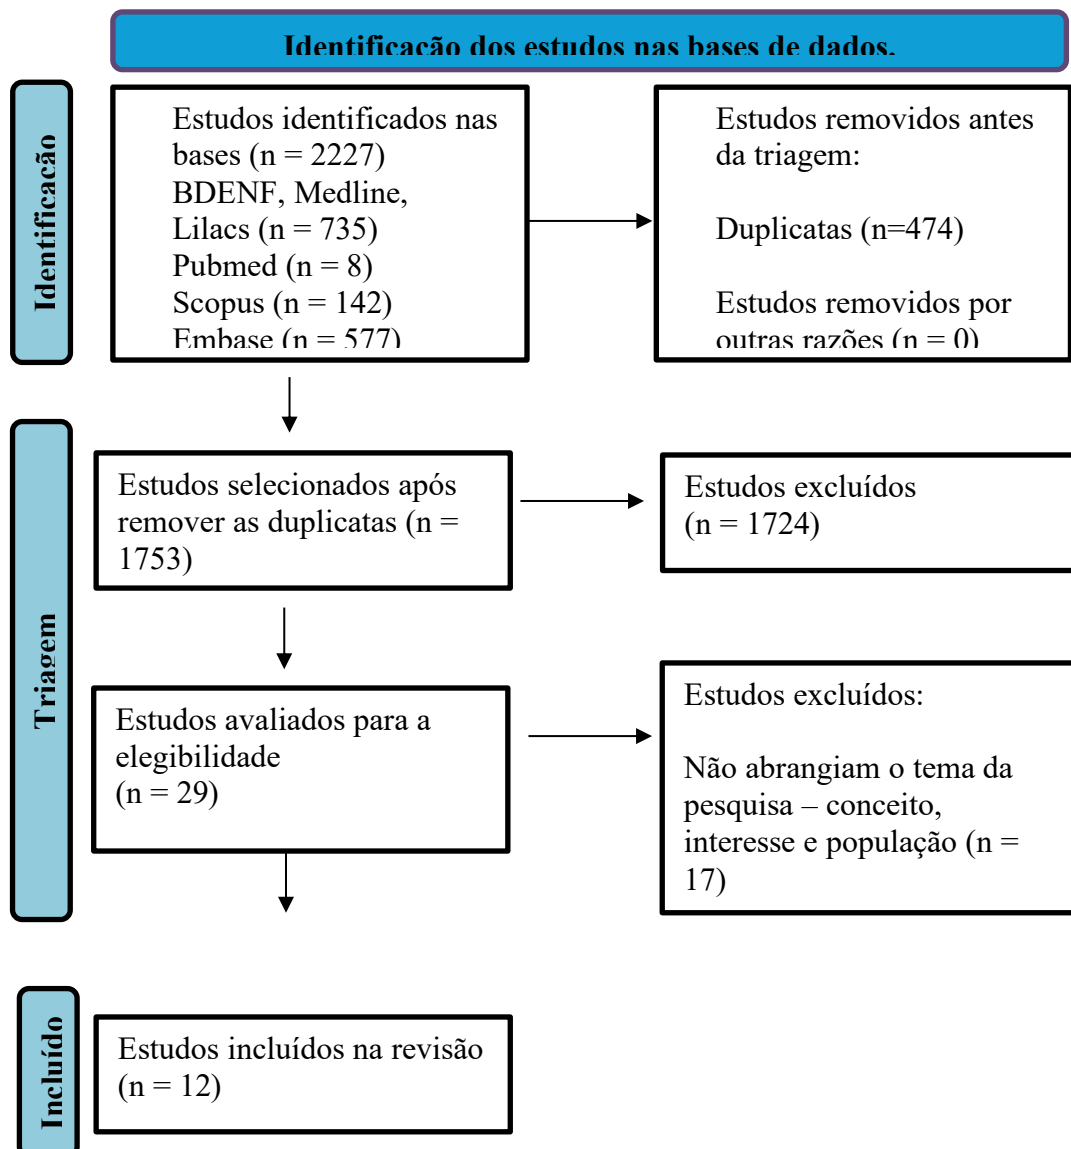 Identificação dos estudos nas bases de dados.
Identificação
Estudos identificados nas
bases (n = 2227)
BDENF, Medline,
Lilacs (n = 735)
Pubmed (n = 8)
Scopus (n = 142)
Embase (n = 577)
Estudos removidos antes
da triagem:
Duplicatas (n=474)
Estudos removidos por
outras razões (n = 0)
Triagem
Estudos selecionados após
remover as duplicatas (n =
1753)
Estudos excluídos
(n = 1724)
Estudos avaliados para a
elegibilidade
(n = 29)
Estudos excluídos:
Não abrangiam o tema da
pesquisa – conceito,
interesse e população (n =
17)
Incluído
Estudos incluídos na revisão
(n = 12)